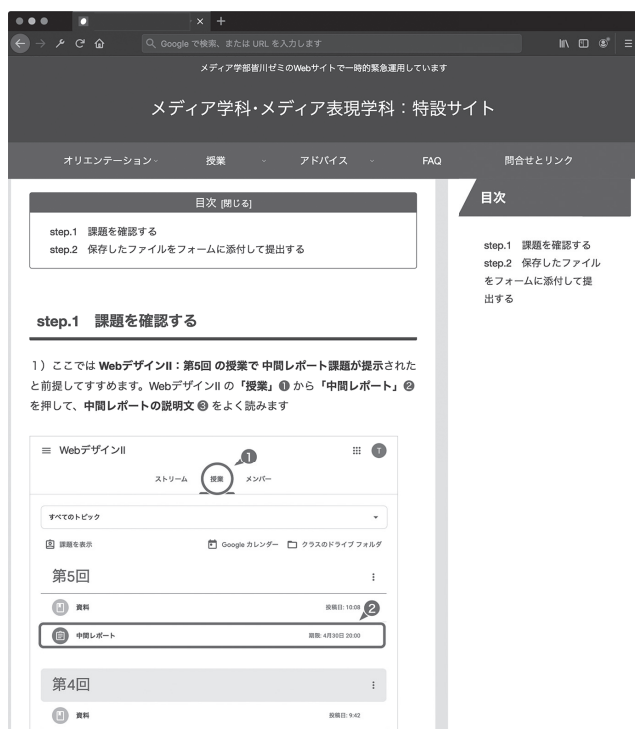 Google で検索、または URL を入力します
メディア学部皆川ゼミのWebサイトで一時的緊急運用しています
メディア学科・メディア表現学科：特設サイト
オリエンテーション 授業 アドバイス FAQ 問合せとリンク
目次 [閉じる]
step.1 課題を確認する
step.2 保存したファイルをフォームに添付して提出する
目次
step.1 課題を確認する
step.2 保存したファイル
をフォームに添付して提
出する
step.1 課題を確認する
1）ここでは WebデザインII：第5回 の授業で 中間レポート課題が提示された
と前提してすすめます。WebデザインII の「授業」❶ から「中間レポート」❷
を押して、中間レポートの説明文 ❸ をよく読みます
WebデザインII T
❶
ストリーム 授業 メンバー
すべてのトピック
課題を表示 Google カレンダー クラスのドライブ フォルダ
第5回
資料 投稿日: 10:08 ❷
中間レポート 期限: 4月30日 20:00
第4回
資料 投稿日: 9:42